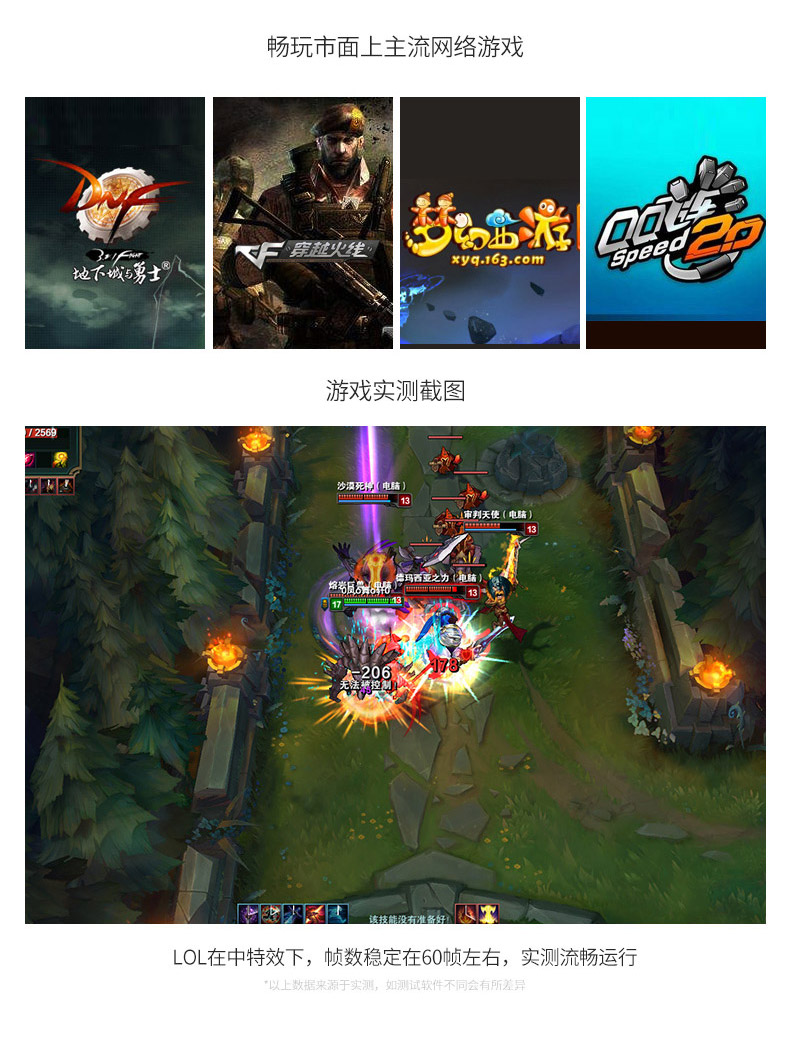 畅玩市面上主流网络游戏
DNF
地下城与勇士®
CF 穿越火线
梦幻西游
xyq.163.com
QQ飞车
Speed 2.0
游戏实测截图
/ 2569
沙漠死神（电脑）
13
审判天使（电脑）
13
德玛西亚之力（电脑）
13
熔岩巨兽（电脑）
17
13
-206
178
无法被控制
该技能没有准备好!
LOL在中特效下，帧数稳定在60帧左右，实测流畅运行
*以上数据来源于实测，如测试软件不同会有所差异